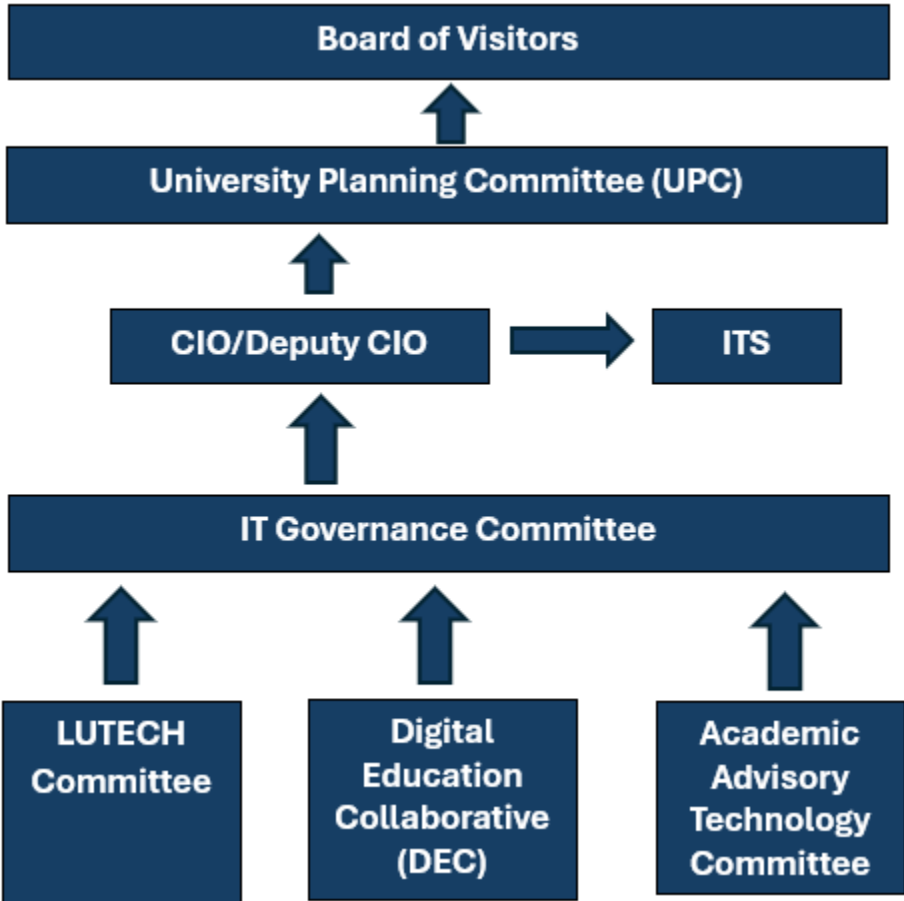 Board of Visitors
University Planning Committee (UPC)
CIO/Deputy CIO
ITS
IT Governance Committee
LUTECH
Committee
Digital
Education
Collaborative
(DEC)
Academic
Advisory
Technology
Committee